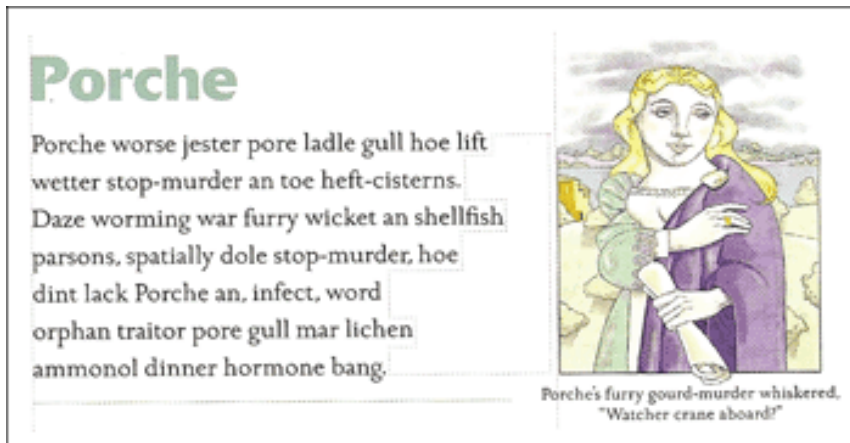 Porche
Porche worse jester pore ladle gull hoe lift
wetter stop-murder an toe heft-cisterns.
Daze worming war furry wicket an shellfish
parsons, spatially dole stop-murder, hoe
dint lack Porche an, infect, word
orphan traitor pore gull mar lichen
ammonol dinner hormone bang.
Porche's furry gourd-murder whiskered,
"Watcher crane aboard?"